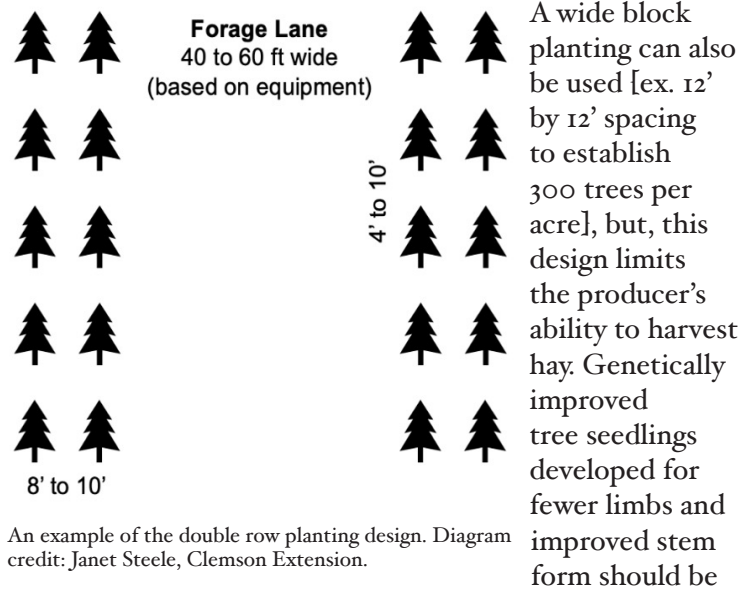 Forage Lane
40 to 60 ft wide
(based on equipment)
4' to 10'
8' to 10'
An example of the double row planting design. Diagram
credit: Janet Steele, Clemson Extension.
A wide block
planting can also
be used [ex. 12’
by 12’ spacing
to establish
300 trees per
acre], but, this
design limits
the producer’s
ability to harvest
hay. Genetically
improved
tree seedlings
developed for
fewer limbs and
improved stem
form should be